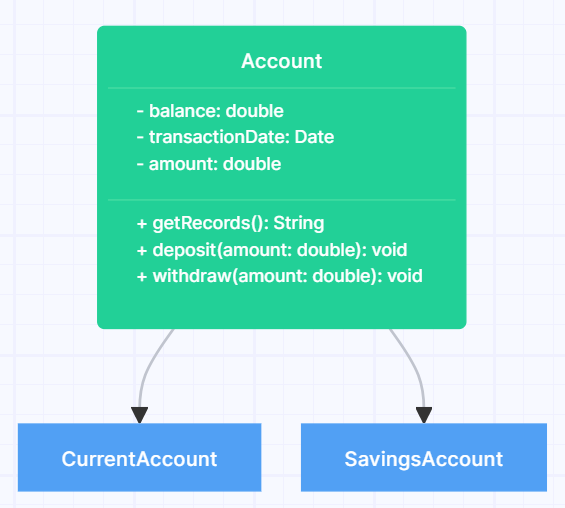 Account
- balance: double
- transactionDate: Date
- amount: double
+ getRecords(): String
+ deposit(amount: double): void
+ withdraw(amount: double): void
CurrentAccount
SavingsAccount